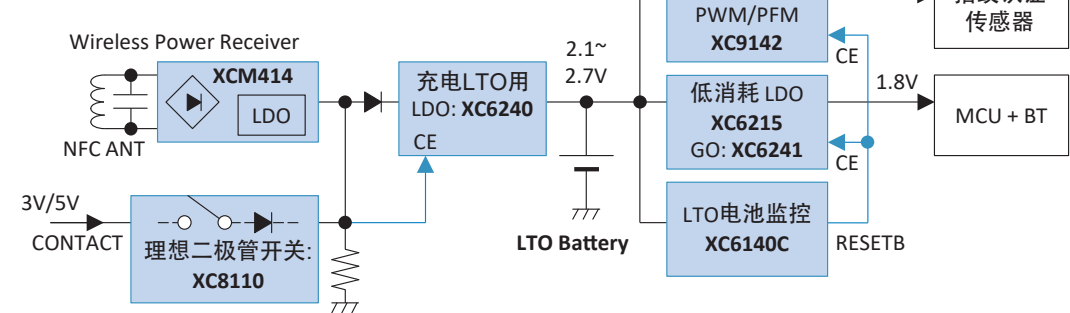 PWM/PFM
XC9142
CE
传感器
Wireless Power Receiver
XCM414
LDO
NFC ANT
充电LTO用
LDO: XC6240
CE
2.1~
2.7V
低消耗 LDO
XC6215
GO: XC6241
CE
1.8V
MCU + BT
3V/5V
CONTACT
理想二极管开关:
XC8110
LTO Battery
LTO电池监控
XC6140C
RESETB